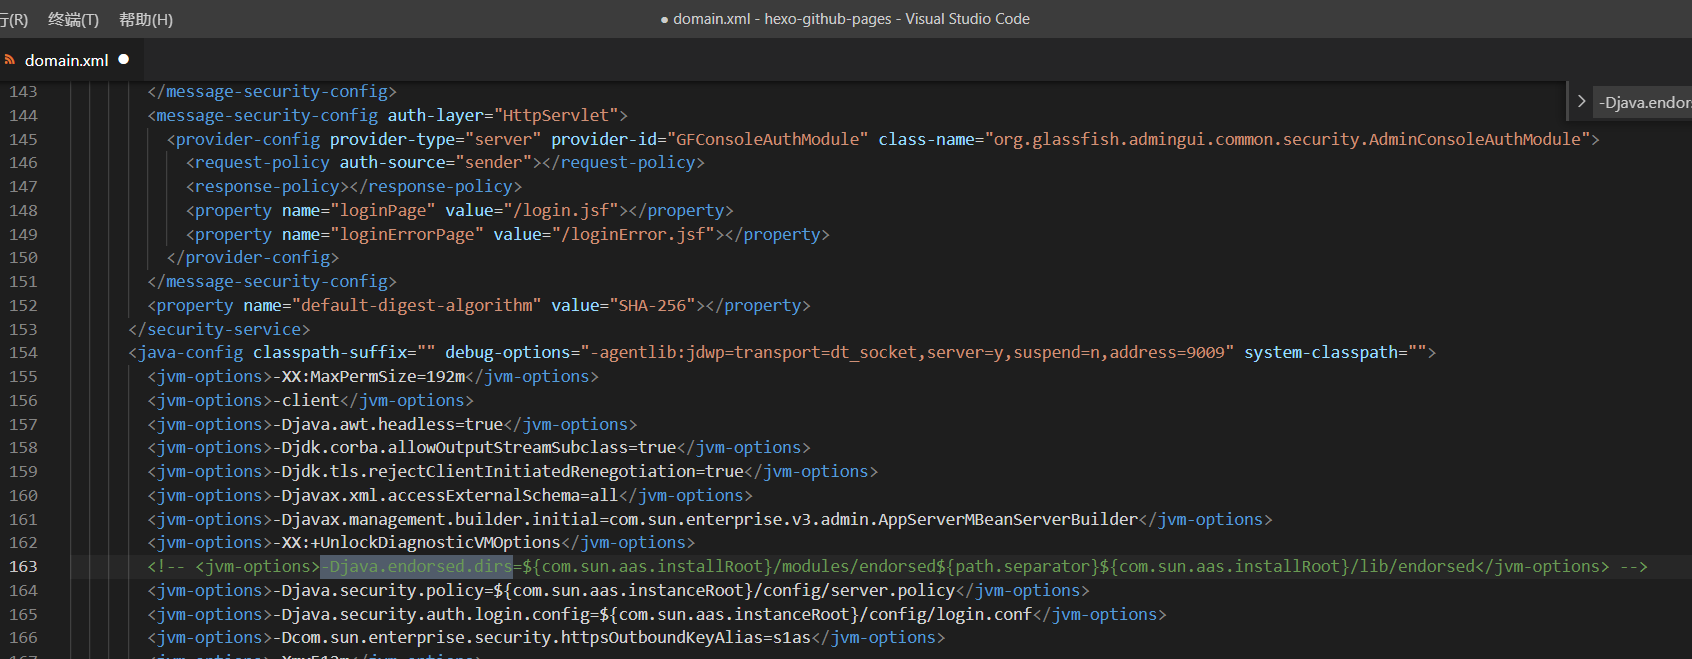 行(R) 终端(T) 帮助(H) ● domain.xml - hexo-github-pages - Visual Studio Code
domain.xml ●
-Djava.endor
143 </message-security-config>
144 <message-security-config auth-layer="HttpServlet">
145 <provider-config provider-type="server" provider-id="GFConsoleAuthModule" class-name="org.glassfish.admingui.common.security.AdminConsoleAuthModule">
146 <request-policy auth-source="sender"></request-policy>
147 <response-policy></response-policy>
148 <property name="loginPage" value="/login.jsf"></property>
149 <property name="loginErrorPage" value="/loginError.jsf"></property>
150 </provider-config>
151 </message-security-config>
152 <property name="default-digest-algorithm" value="SHA-256"></property>
153 </security-service>
154 <java-config classpath-suffix="" debug-options="-agentlib:jdwp=transport=dt_socket,server=y,suspend=n,address=9009" system-classpath="">
155 <jvm-options>-XX:MaxPermSize=192m</jvm-options>
156 <jvm-options>-client</jvm-options>
157 <jvm-options>-Djava.awt.headless=true</jvm-options>
158 <jvm-options>-Djdk.corba.allowOutputStreamSubclass=true</jvm-options>
159 <jvm-options>-Djdk.tls.rejectClientInitiatedRenegotiation=true</jvm-options>
160 <jvm-options>-Djavax.xml.accessExternalSchema=all</jvm-options>
161 <jvm-options>-Djavax.management.builder.initial=com.sun.enterprise.v3.admin.AppServerMBeanServerBuilder</jvm-options>
162 <jvm-options>-XX:+UnlockDiagnosticVMOptions</jvm-options>
163 <!-- <jvm-options>-Djava.endorsed.dirs=${com.sun.aas.installRoot}/modules/endorsed${path.separator}${com.sun.aas.installRoot}/lib/endorsed</jvm-options> -->
164 <jvm-options>-Djava.security.policy=${com.sun.aas.instanceRoot}/config/server.policy</jvm-options>
165 <jvm-options>-Djava.security.auth.login.config=${com.sun.aas.instanceRoot}/config/login.conf</jvm-options>
166 <jvm-options>-Dcom.sun.enterprise.security.httpsOutboundKeyAlias=s1as</jvm-options>